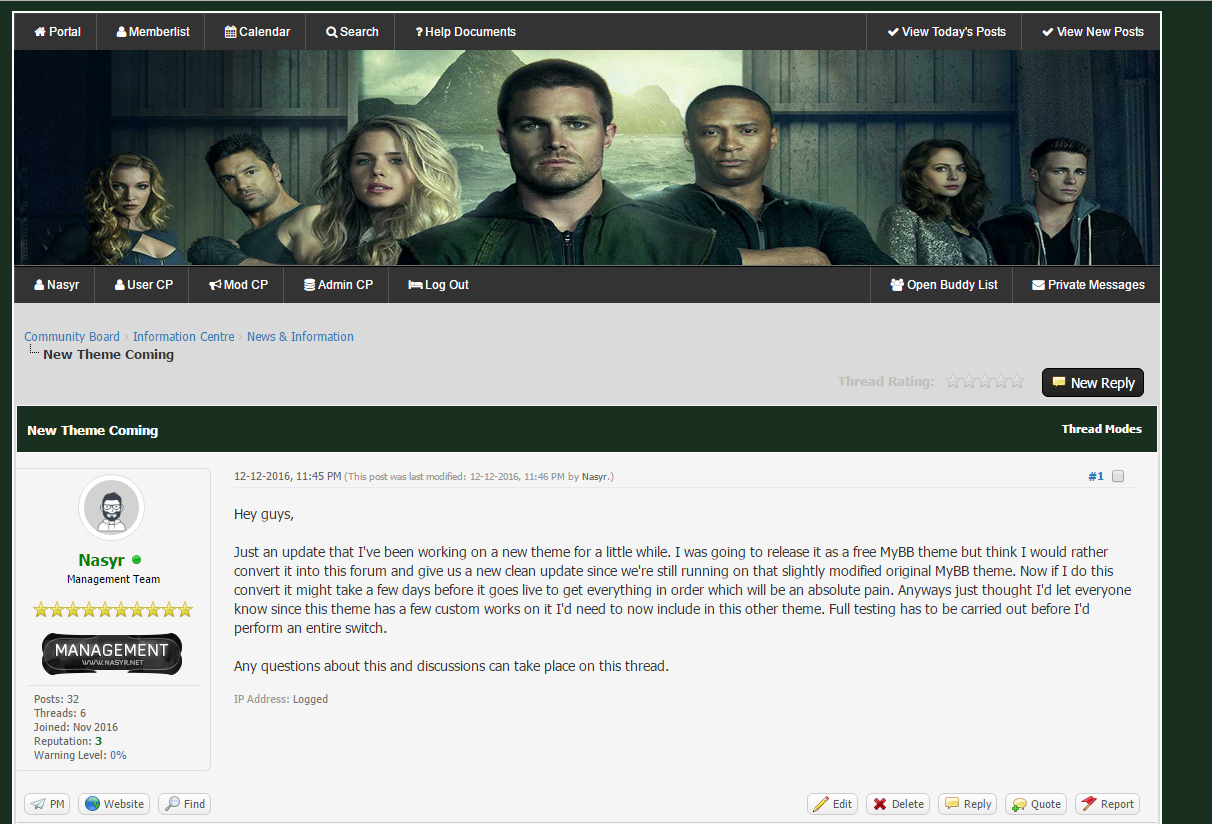 Portal Memberlist Calendar Search Help Documents View Today's Posts View New Posts
Nasyr User CP Mod CP Admin CP Log Out Open Buddy List Private Messages
Community Board › Information Centre › News & Information
New Theme Coming
Thread Rating:
New Reply
New Theme Coming Thread Modes
Nasyr
Management Team
MANAGEMENT
WWW.NASYR.NET
Posts: 32
Threads: 6
Joined: Nov 2016
Reputation: 3
Warning Level: 0%
12-12-2016, 11:45 PM (This post was last modified: 12-12-2016, 11:46 PM by Nasyr.) #1
Hey guys,
Just an update that I've been working on a new theme for a little while. I was going to release it as a free MyBB theme but think I would rather
convert it into this forum and give us a new clean update since we're still running on that slightly modified original MyBB theme. Now if I do this
convert it might take a few days before it goes live to get everything in order which will be an absolute pain. Anyways just thought I'd let everyone
know since this theme has a few custom works on it I'd need to now include in this other theme. Full testing has to be carried out before I'd
perform an entire switch.
Any questions about this and discussions can take place on this thread.
IP Address: Logged
PM Website Find Edit Delete Reply Quote Report